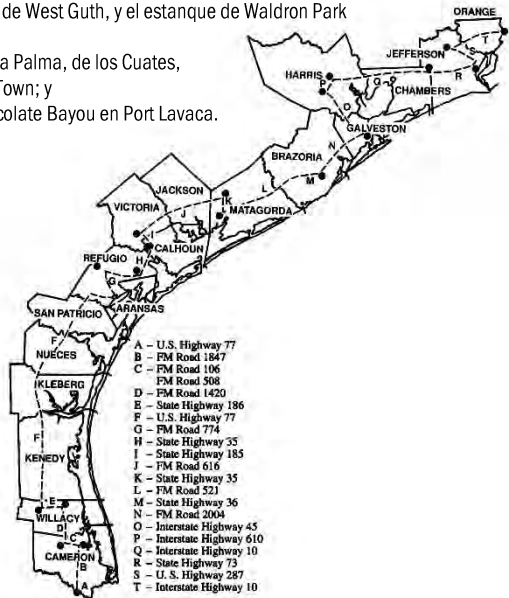 de West Guth, y el estanque de Waldron Park
a Palma, de los Cuates,
Town; y
colate Bayou en Port Lavaca.
ORANGE
T
S
JEFFERSON
R
HARRIS
P
Q
CHAMBERS
O
GALVESTON
N
BRAZORIA
M
L
JACKSON
K
MATAGORDA
VICTORIA
J
I
CALHOUN
REFUGIO
H
G
ARANSAS
SAN PATRICIO
F
NUECES
KLEBERG
F
KENEDY
E
WILLACY
D
C
CAMERON
B
A
A – U.S. Highway 77
B – FM Road 1847
C – FM Road 106
FM Road 508
D – FM Road 1420
E – State Highway 186
F – U.S. Highway 77
G – FM Road 774
H – State Highway 35
I – State Highway 185
J – FM Road 616
K – State Highway 35
L – FM Road 521
M – State Highway 36
N – FM Road 2004
O – Interstate Highway 45
P – Interstate Highway 610
Q – Interstate Highway 10
R – State Highway 73
S – U. S. Highway 287
T – Interstate Highway 10